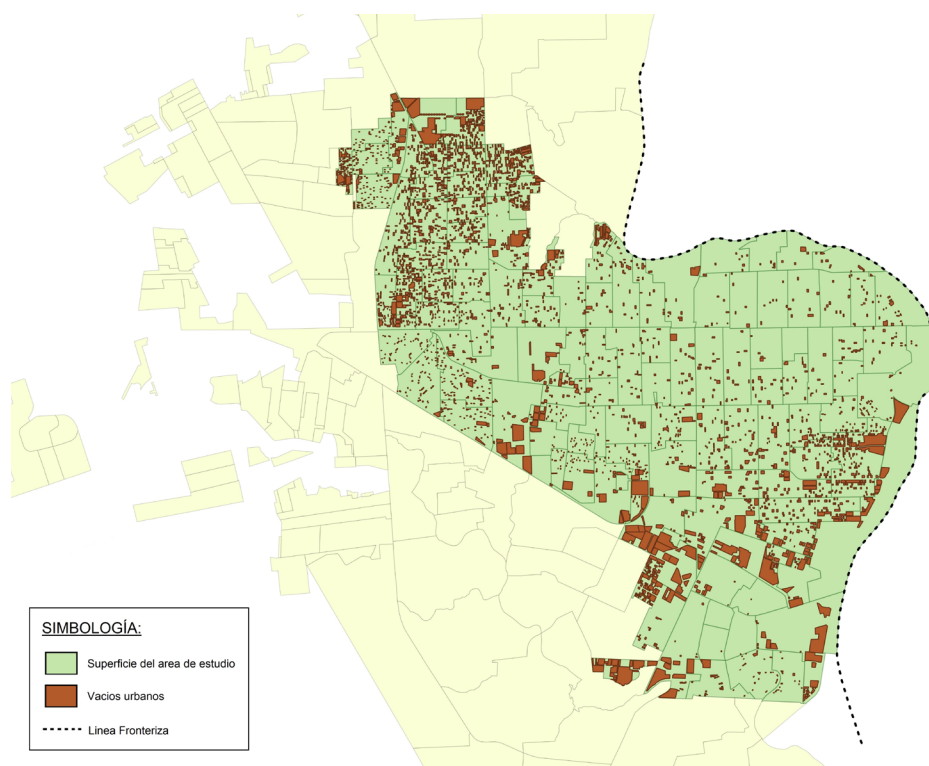 SIMBOLOGÍA:
Superficie del area de estudio
Vacios urbanos
Linea Fronteriza